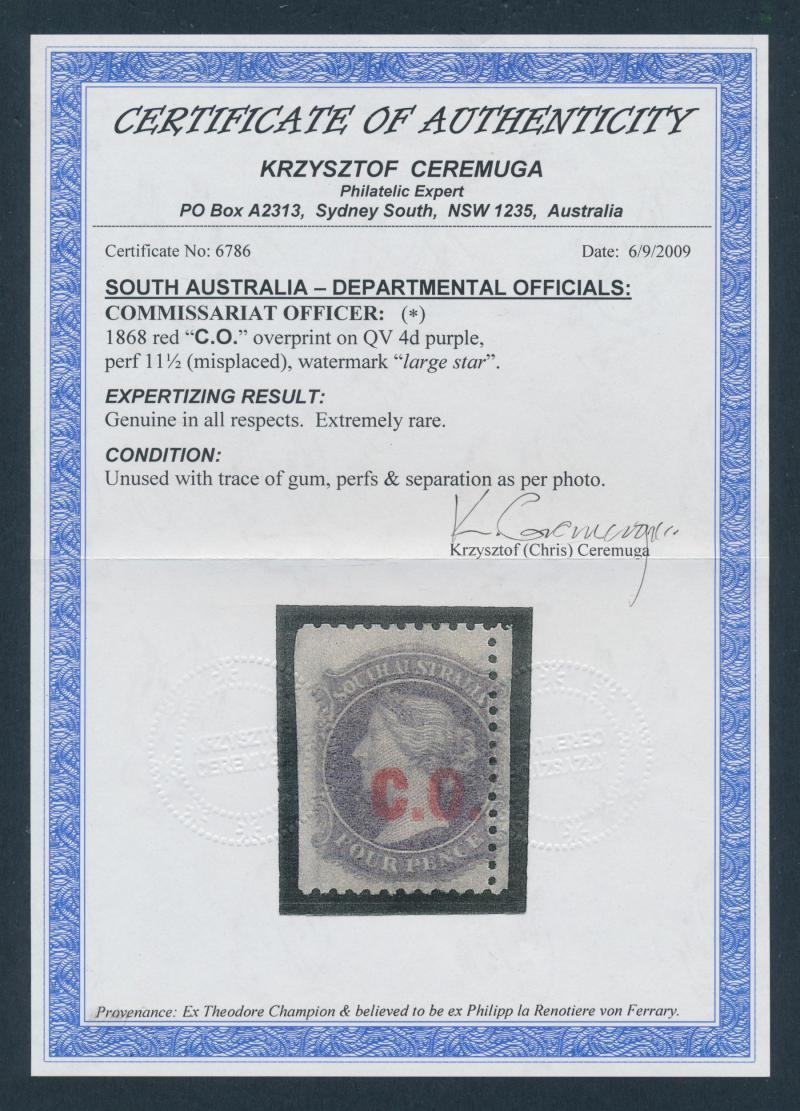 CERTIFICATE OF AUTHENTICITY
KRZYSZTOF CEREMUGA
Philatelic Expert
PO Box A2313, Sydney South, NSW 1235, Australia
Certificate No: 6786 Date: 6/9/2009
SOUTH AUSTRALIA – DEPARTMENTAL OFFICIALS:
COMMISSARIAT OFFICER: (*)
1868 red “C.O.” overprint on QV 4d purple,
perf 11½ (misplaced), watermark “large star”.
EXPERTIZING RESULT:
Genuine in all respects. Extremely rare.
CONDITION:
Unused with trace of gum, perfs & separation as per photo.
K. Ceremuga
Krzysztof (Chris) Ceremuga
SOUTH AUSTRALIA
C.O.
FOUR PENCE
Provenance: Ex Theodore Champion & believed to be ex Philipp la Renotiere von Ferrary.